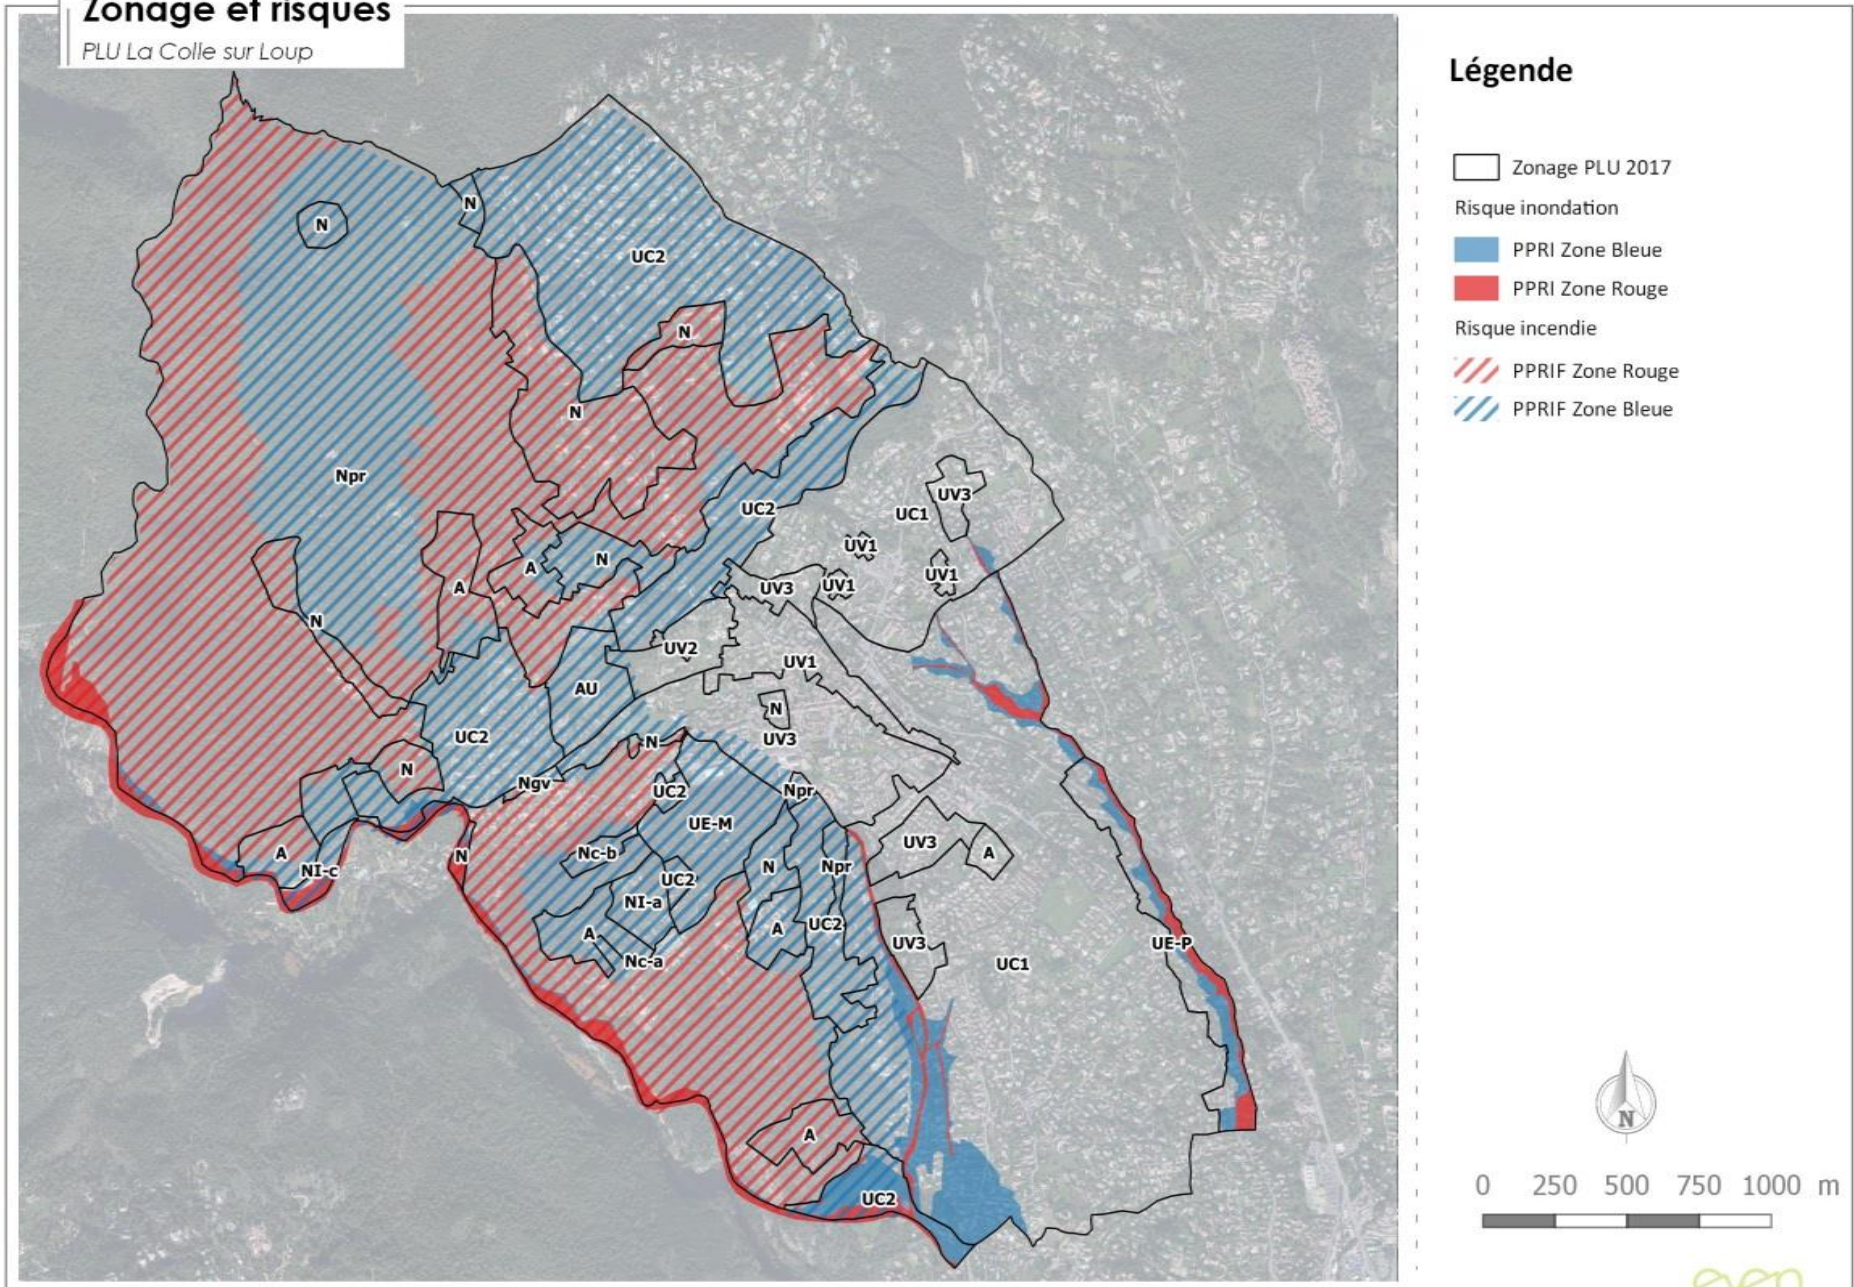 Zonage et risques
PLU La Colle sur Loup
Légende
Zonage PLU 2017
Risque inondation
PPRI Zone Bleue
PPRI Zone Rouge
Risque incendie
PPRIF Zone Rouge
PPRIF Zone Bleue
N
N
UC2
N
N
Npr
UV3
UC2
UC1
UV1
N
A
UV1
UV1
A
UV3
N
UV2
UV1
AU
N
UC2
UV3
N
N
Ngv
UC2
Npr
UE-M
UV3
Nc-b
A
A
N
N
Npr
NI-c
UC2
NI-a
UC2
A
A
UV3
UE-P
Nc-a
UC1
A
UC2
N
0 250 500 750 1000 m
even